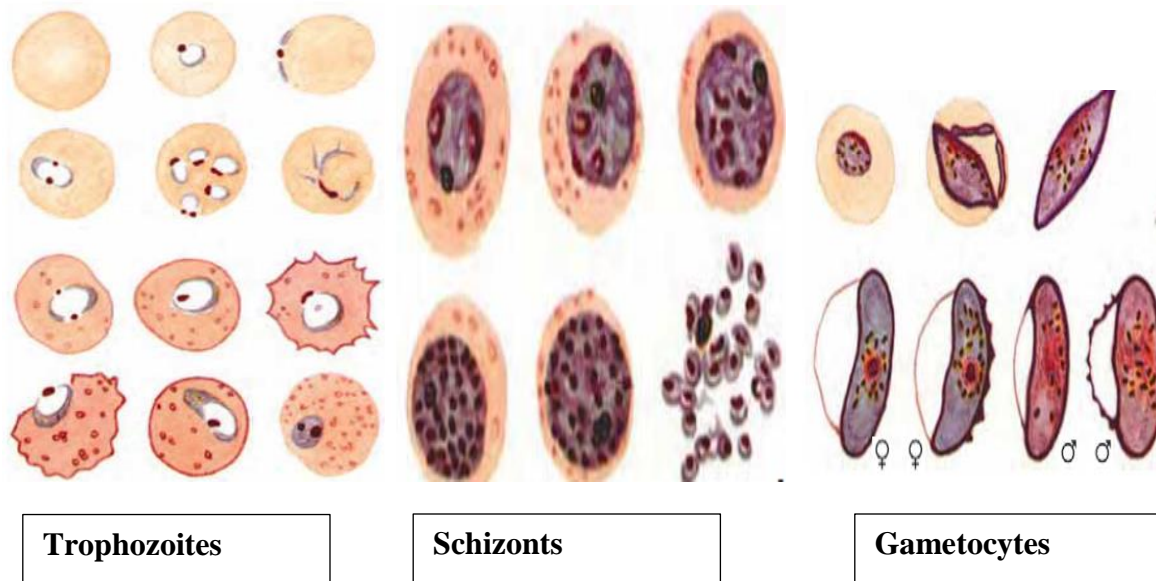 ♀ ♀ ♂ ♂
Trophozoites
Schizonts
Gametocytes